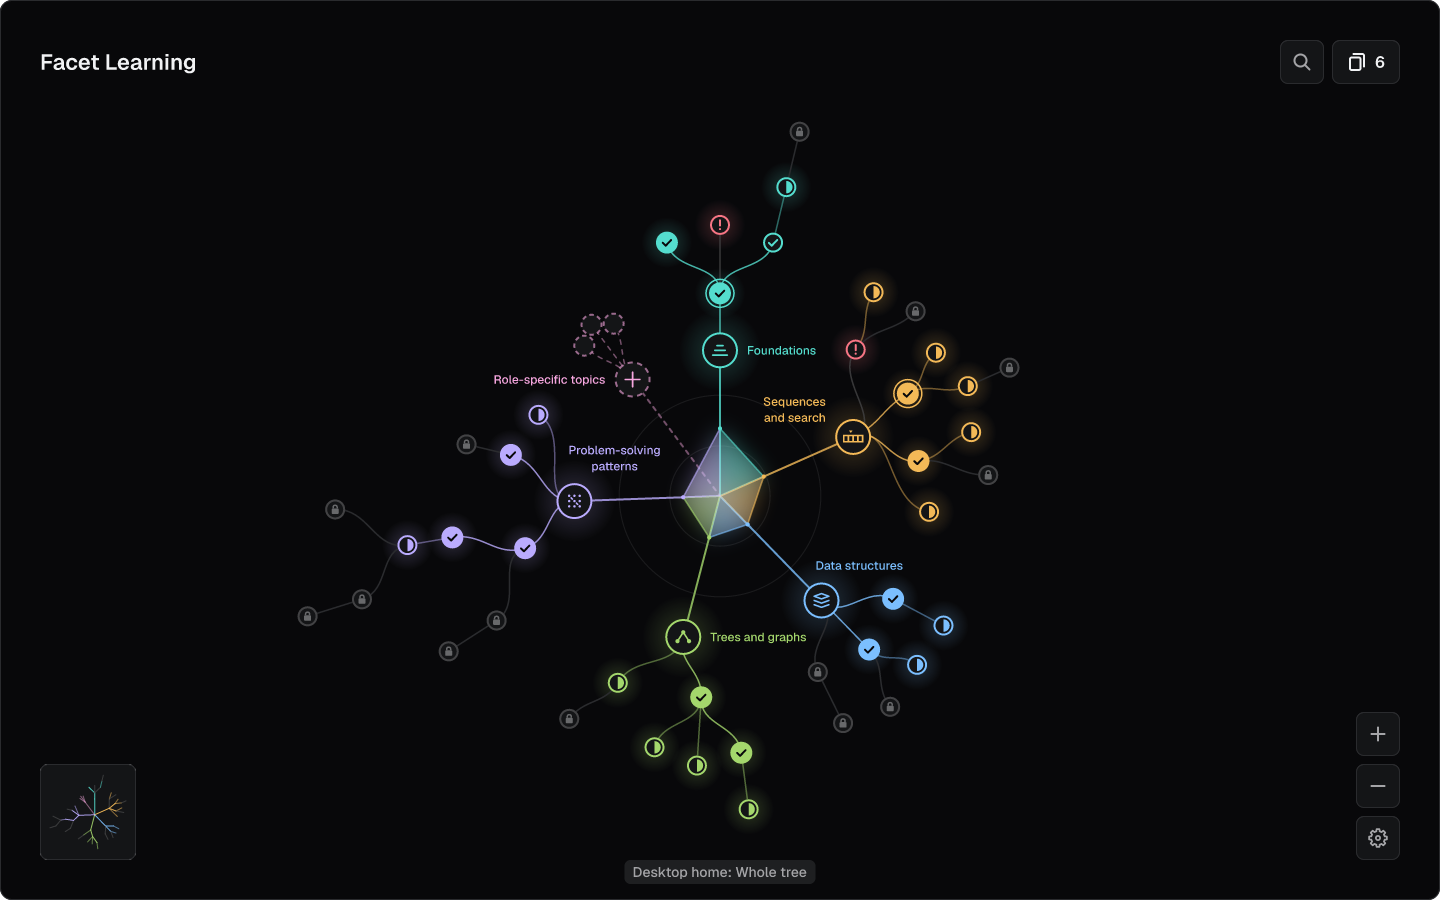 Facet Learning
6
Foundations
Role-specific topics
Sequences
and search
Problem-solving
patterns
Data structures
Trees and graphs
Desktop home: Whole tree